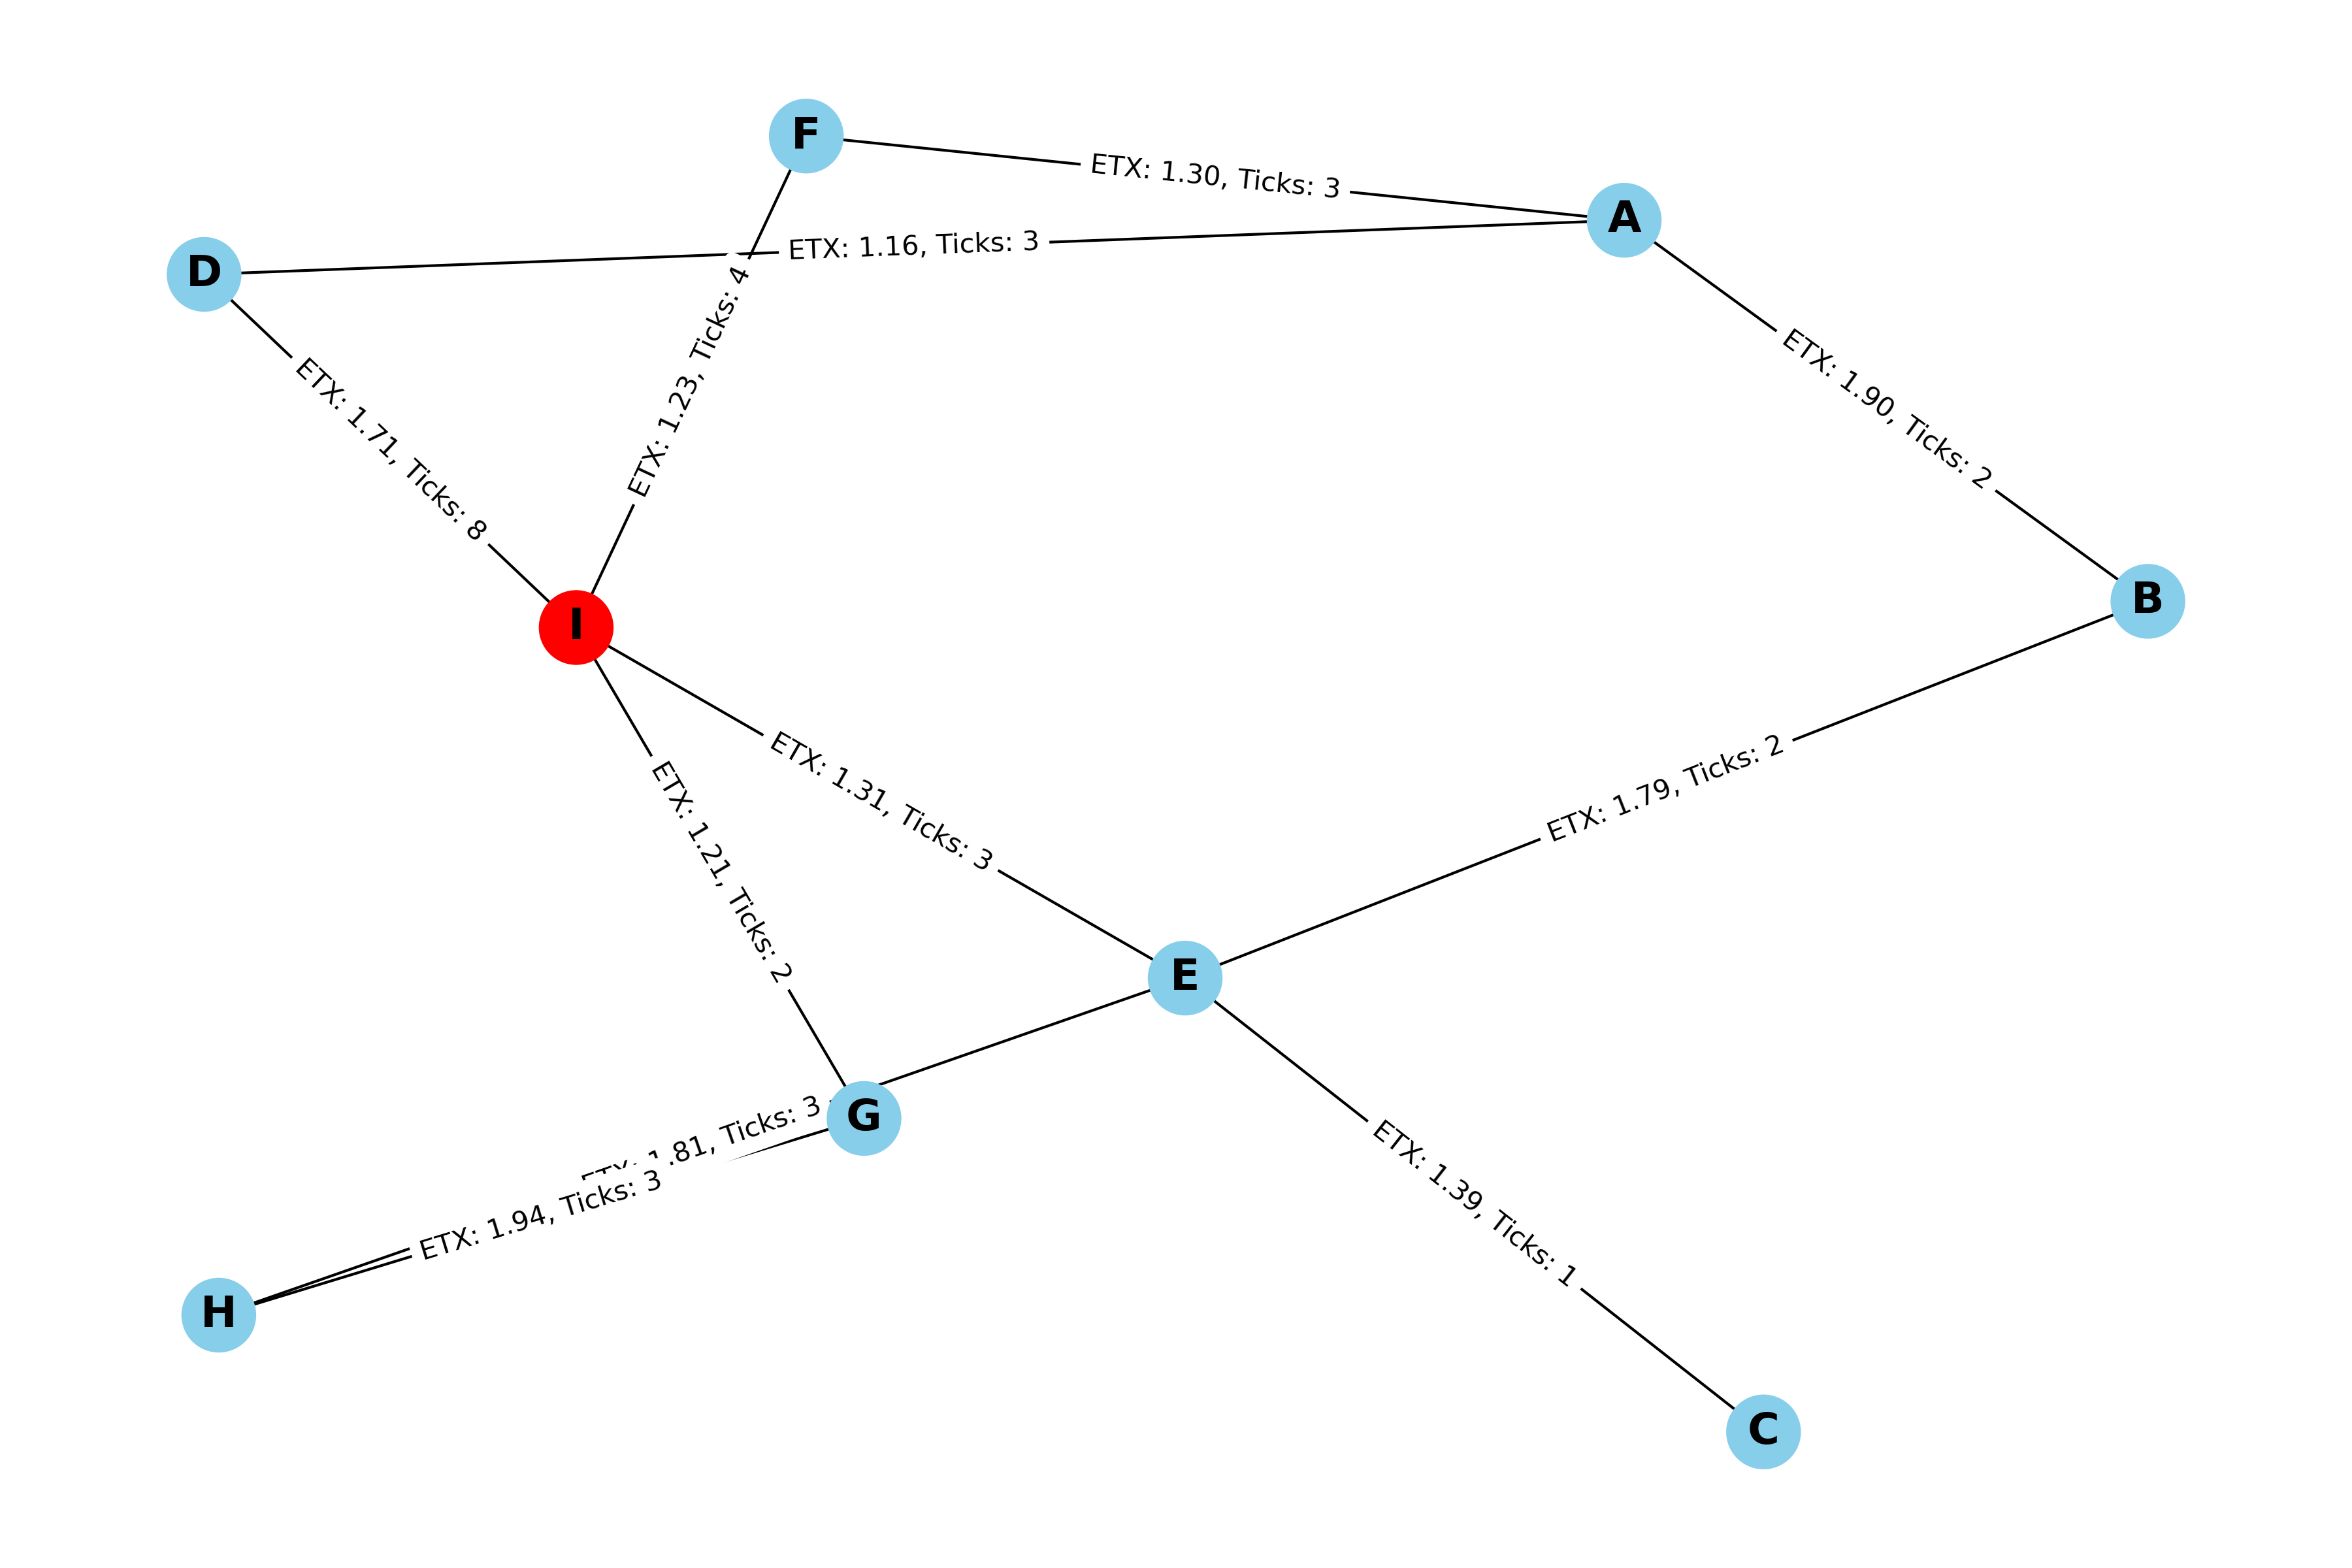 F
ETX: 1.30, Ticks: 3
A
ETX: 1.16, Ticks: 3
D
ETX: 1.23, Ticks: 4
ETX: 1.71, Ticks: 8
ETX: 1.90, Ticks: 2
I
B
ETX: 1.31, Ticks: 3
ETX: 1.79, Ticks: 2
ETX: 1.21, Ticks: 2
E
G
ETX: 1.81, Ticks: 3
ETX: 1.94, Ticks: 3
ETX: 1.39, Ticks: 1
H
C